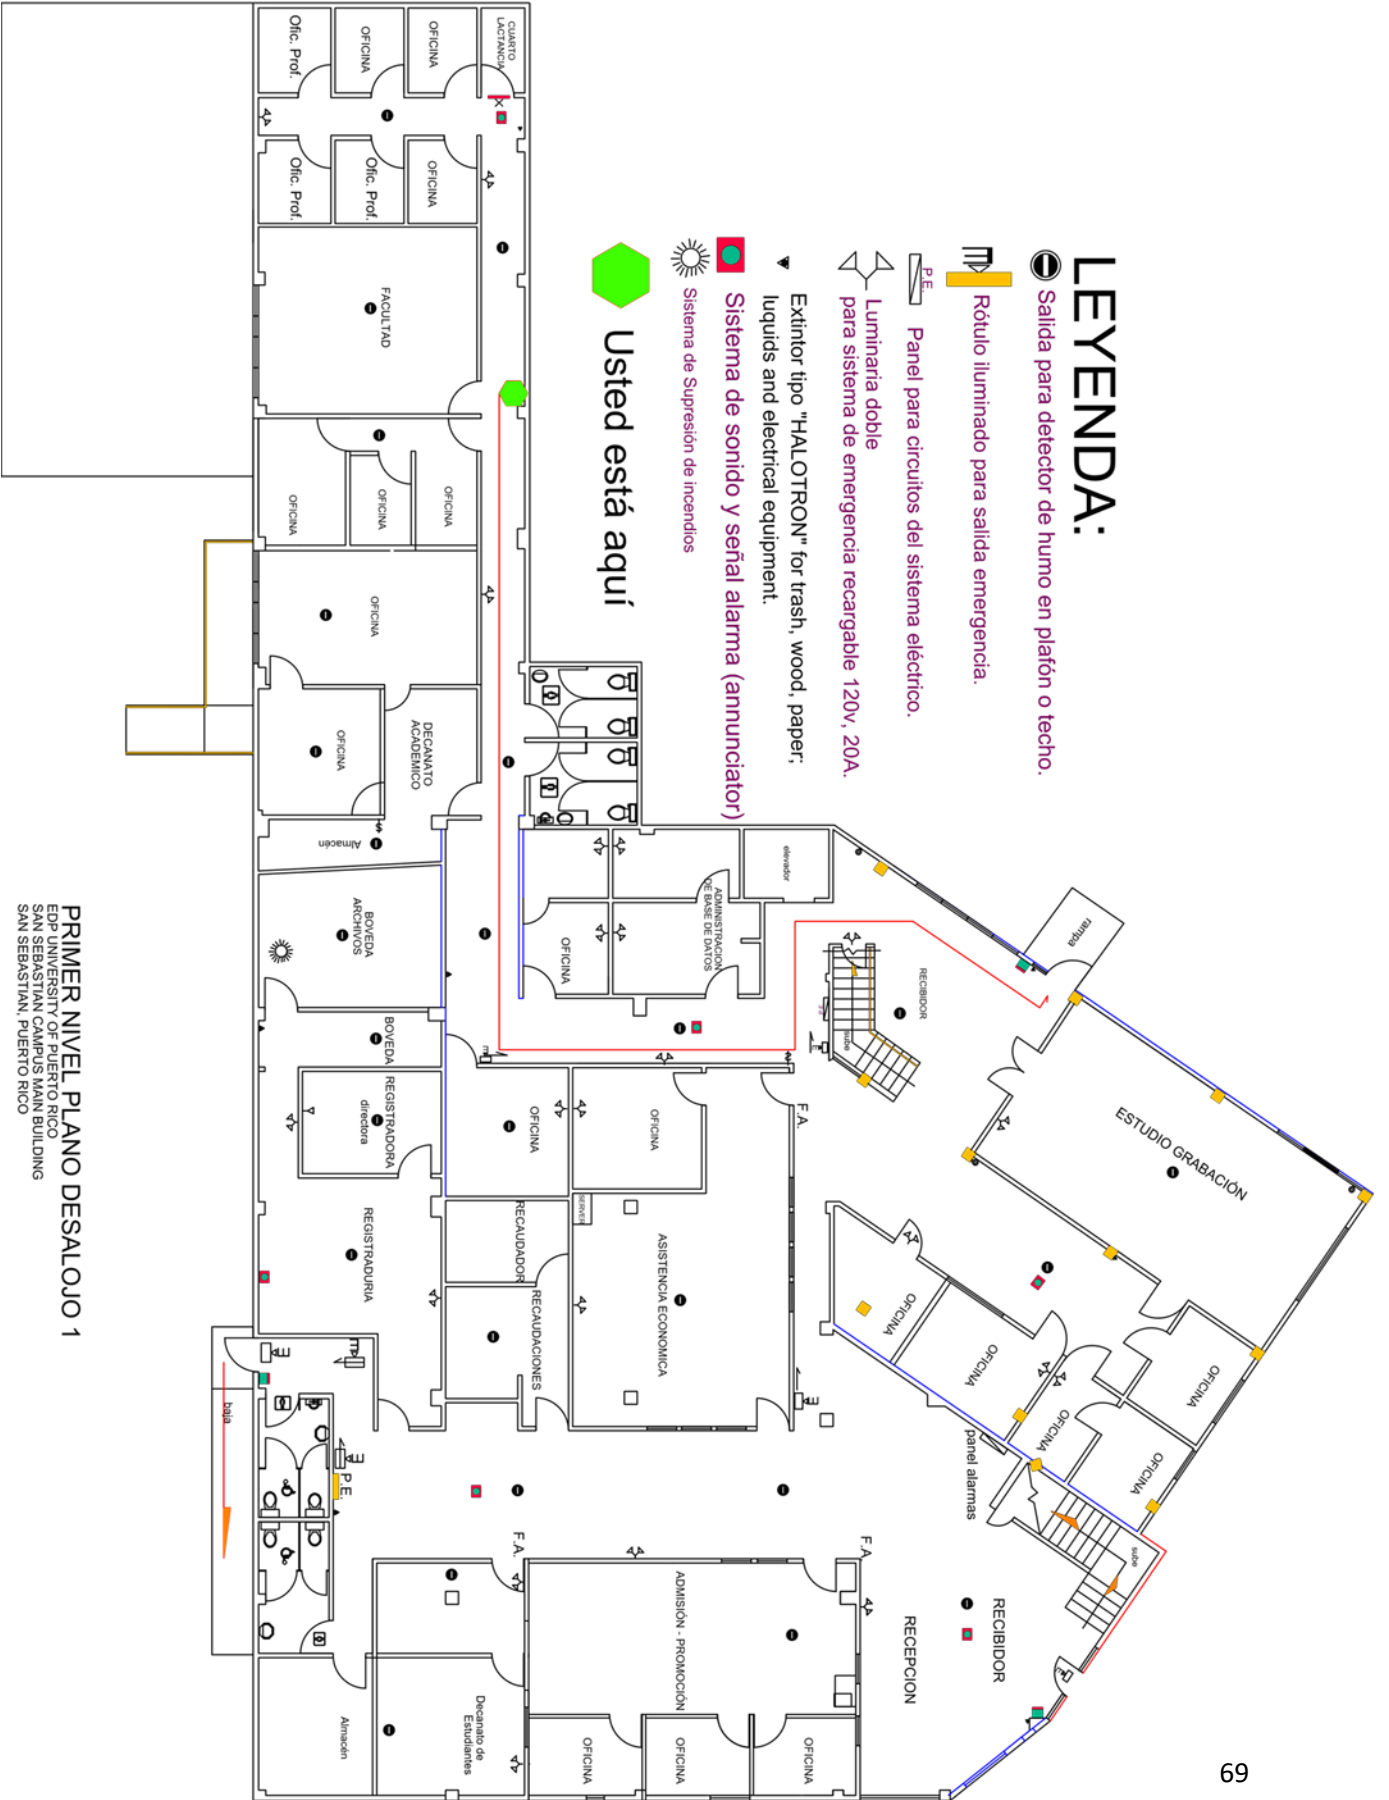 LEYENDA:
Salida para detector de humo en plafón o techo.
Rótulo iluminado para salida emergencia.
P.E.
Panel para circuitos del sistema eléctrico.
Luminaria doble
para sistema de emergencia recargable 120v, 20A.
Extintor tipo "HALOTRON" for trash, wood, paper;
luquids and electrical equipment.
Sistema de sonido y señal alarma (annunciator)
Sistema de Supresión de incendios
Usted está aquí
CUARTO
LACTANCIA
OFICINA
OFICINA
Ofic. Prof.
OFICINA
Ofic. Prof.
Ofic. Prof.
FACULTAD
OFICINA
OFICINA
OFICINA
OFICINA
DECANATO
ACADEMICO
OFICINA
Almacén
BOVEDA
ARCHIVOS
BOVEDA
REGISTRADORA
directora
REGISTRADURIA
elevador
ADMINISTRACION
DE BASE DE DATOS
OFICINA
rampa
RECIBIDOR
sube
F.A.
ESTUDIO GRABACIÓN
OFICINA
OFICINA
SERVER
RECAUDADOR
RECAUDACIONES
ASISTENCIA ECONOMICA
OFICINA
OFICINA
OFICINA
OFICINA
OFICINA
panel alarmas
sube
E
E
E
E
P.E.
baja
F.A.
F.A.
RECIBIDOR
RECEPCION
ADMISIÓN - PROMOCIÓN
Decanato de
Estudiantes
Almacén
OFICINA
OFICINA
OFICINA
PRIMER NIVEL PLANO DESALOJO 1
EDP UNIVERSITY OF PUERTO RICO
SAN SEBASTIAN CAMPUS MAIN BUILDING
SAN SEBASTIAN, PUERTO RICO
69